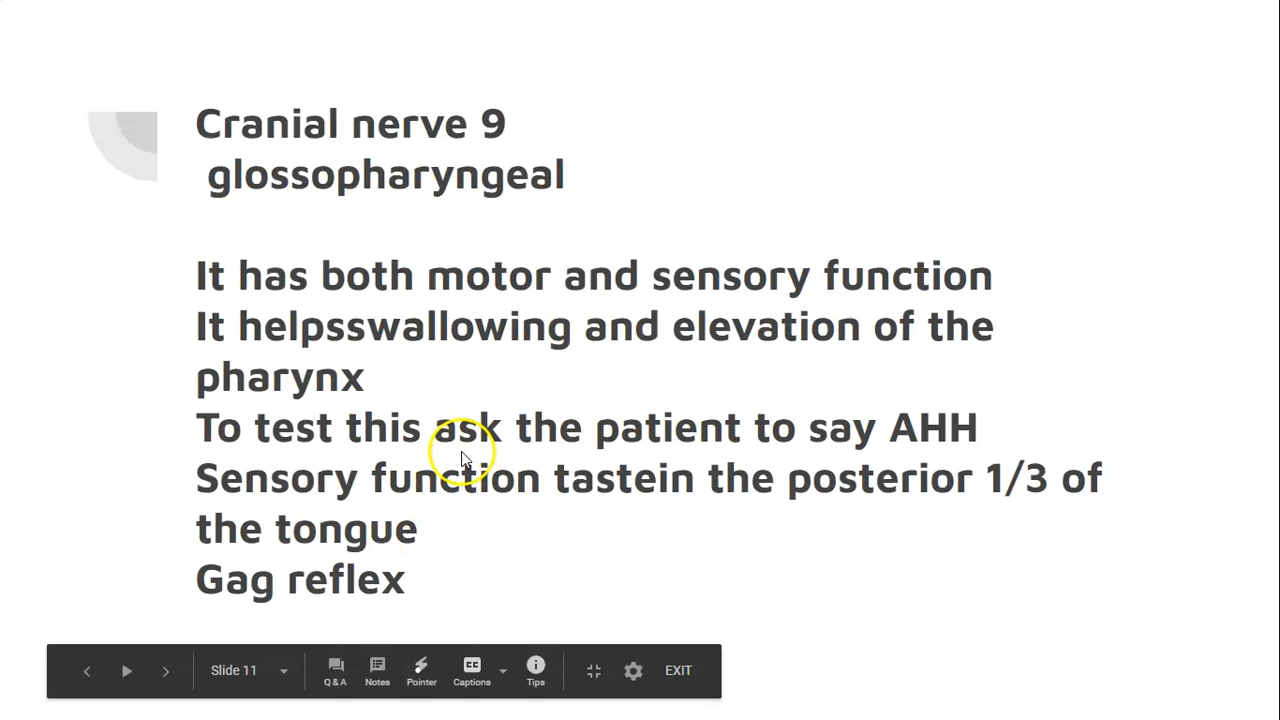 Cranial nerve 9
glossopharyngeal
It has both motor and sensory function
It helpsswallowing and elevation of the
pharynx
To test this ask the patient to say AHH
Sensory function tastein the posterior 1/3 of
the tongue
Gag reflex
Slide 11
Q & A
Notes
Pointer
CC
Captions
Tips
EXIT